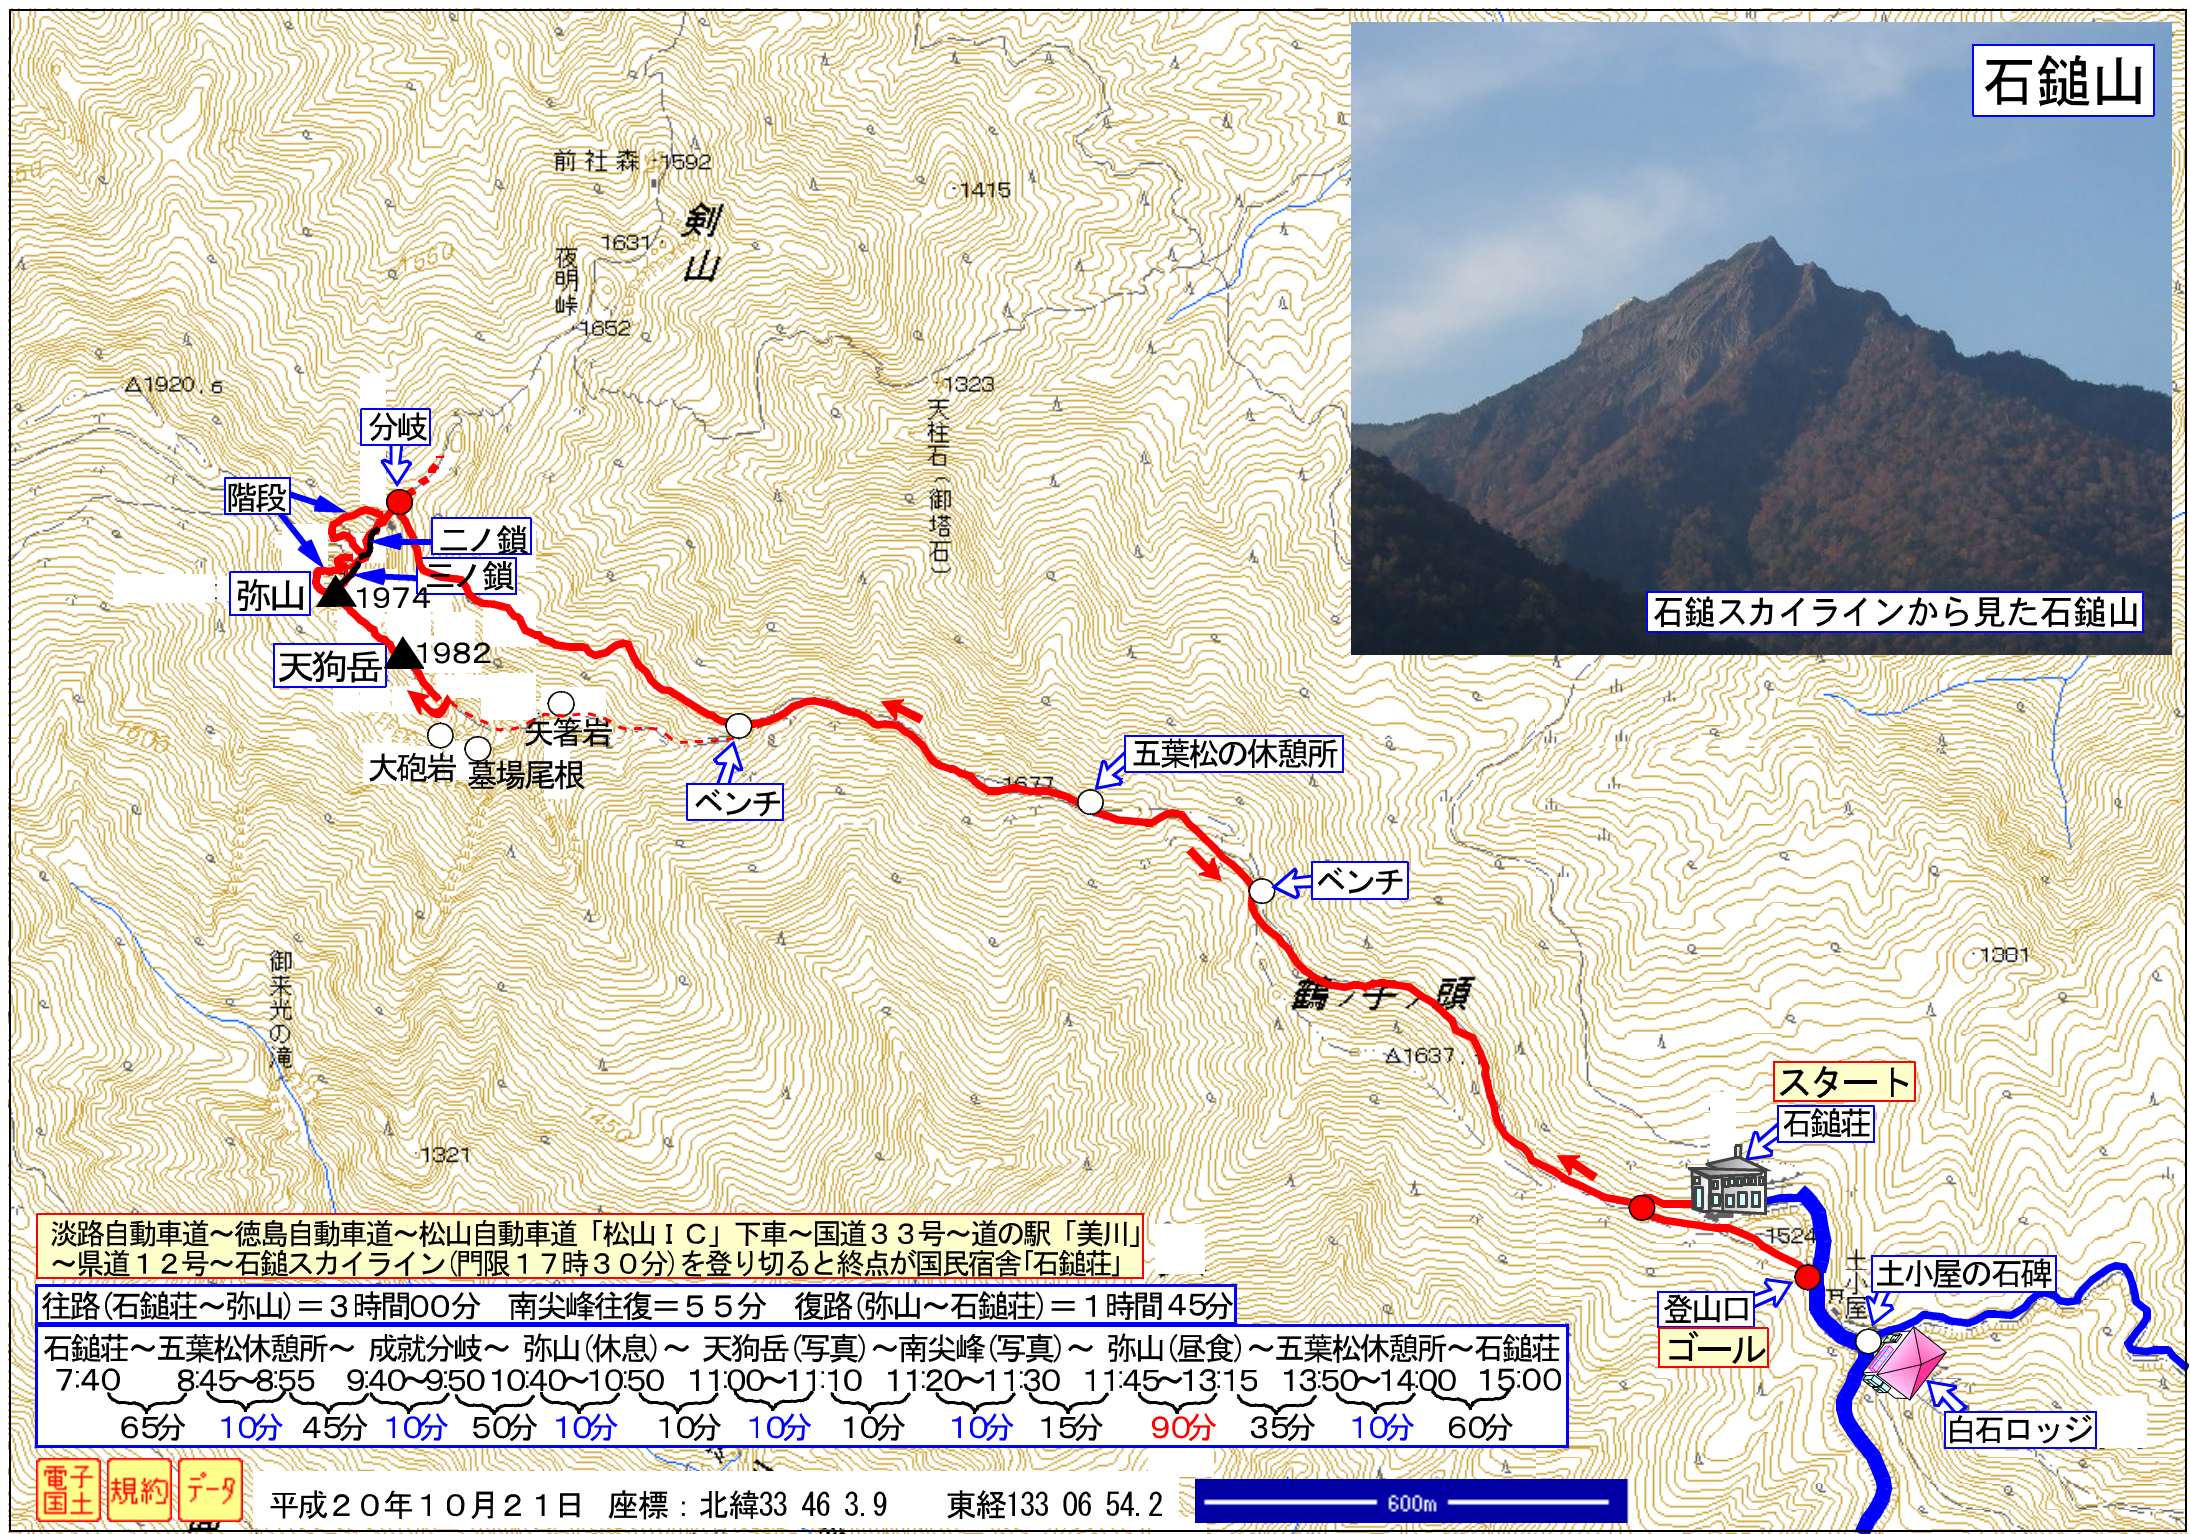 石鎚山
石鎚スカイラインから見た石鎚山
前社森
1592
1415
剣山
1631
夜明峠
1652
1550
△1920.6
1323
天柱石(御塔石)
分岐
階段
二ノ鎖
三ノ鎖
弥山
1974
天狗岳
1982
矢筈岩
大砲岩
墓場尾根
ベンチ
1677
五葉松の休憩所
ベンチ
御来光の滝
鶴ノ子ノ頭
△1637.
1381
1450
1321
スタート
石鎚荘
1524
土小屋
土小屋の石碑
登山口
ゴール
白石ロッジ
淡路自動車道～徳島自動車道～松山自動車道「松山ＩＣ」下車～国道３３号～道の駅「美川」
～県道１２号～石鎚スカイライン(門限１７時３０分)を登り切ると終点が国民宿舎「石鎚荘」
往路(石鎚荘～弥山)＝３時間00分　南尖峰往復＝５５分　復路(弥山～石鎚荘)＝１時間45分
石鎚荘～五葉松休憩所～ 成就分岐～ 弥山(休息)～ 天狗岳(写真)～南尖峰(写真)～ 弥山(昼食)～五葉松休憩所～石鎚荘
7:40 8:45～8:55 9:40～9:50 10:40～10:50 11:00～11:10 11:20～11:30 11:45～13:15 13:50～14:00 15:00
65分 10分 45分 10分 50分 10分 10分 10分 10分 10分 15分 90分 35分 10分 60分
電子国土 規約 データ
平成２０年１０月２１日 座標：北緯33 46 3.9 東経133 06 54.2
600m